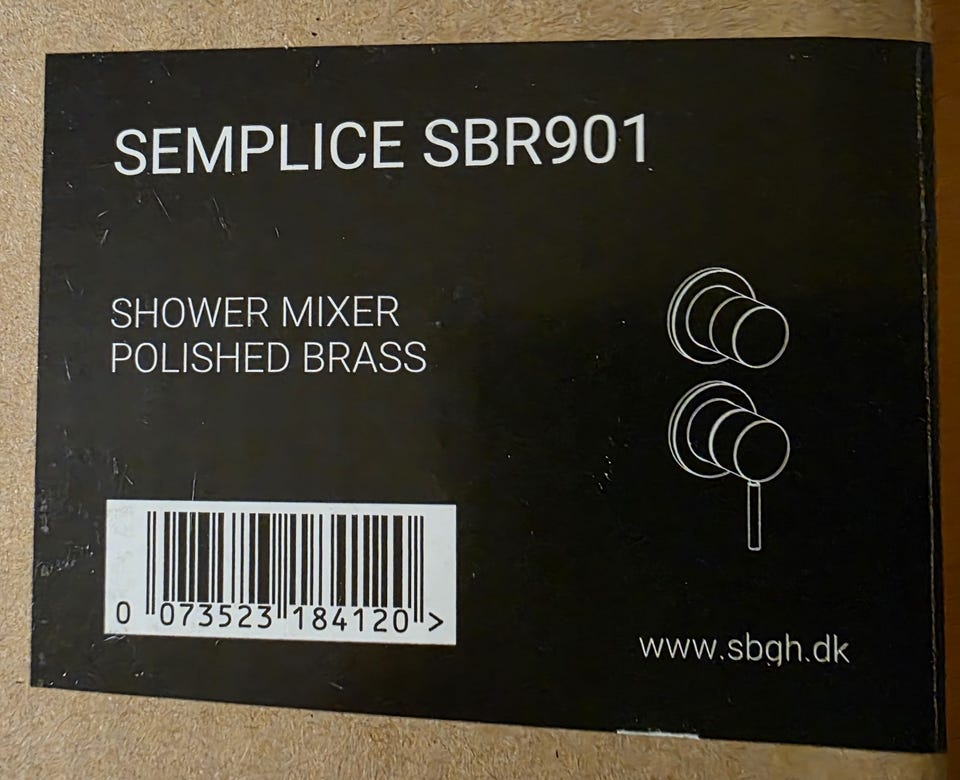 SEMPLICE SBR901
SHOWER MIXER
POLISHED BRASS
0 073523 184120 >
www.sbgh.dk